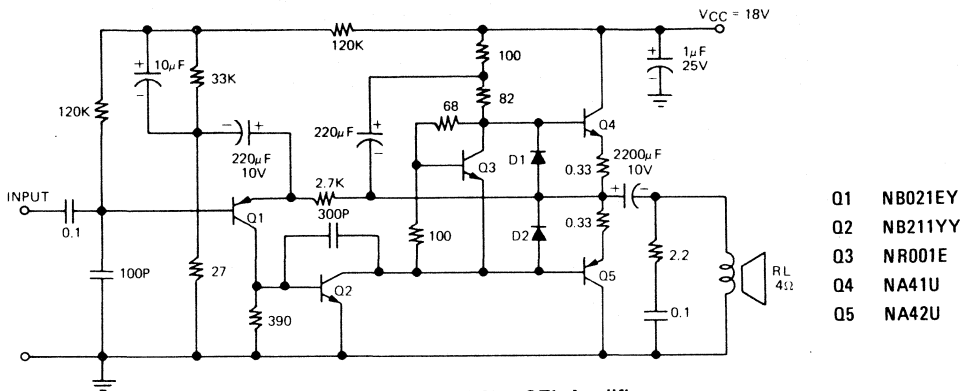 VCC = 18V
120K
100
1µF
25V
10µF
33K
82
68
120K
220µF
Q4
2200µF
10V
220µF
10V
D1
Q3
0.33
INPUT
2.7K
300P
Q1
0.33
0.1
100
D2
2.2
RL
4Ω
100P
27
Q2
Q5
390
0.1
Q1 NB021EY
Q2 NB211YY
Q3 NR001E
Q4 NA41U
Q5 NA42U